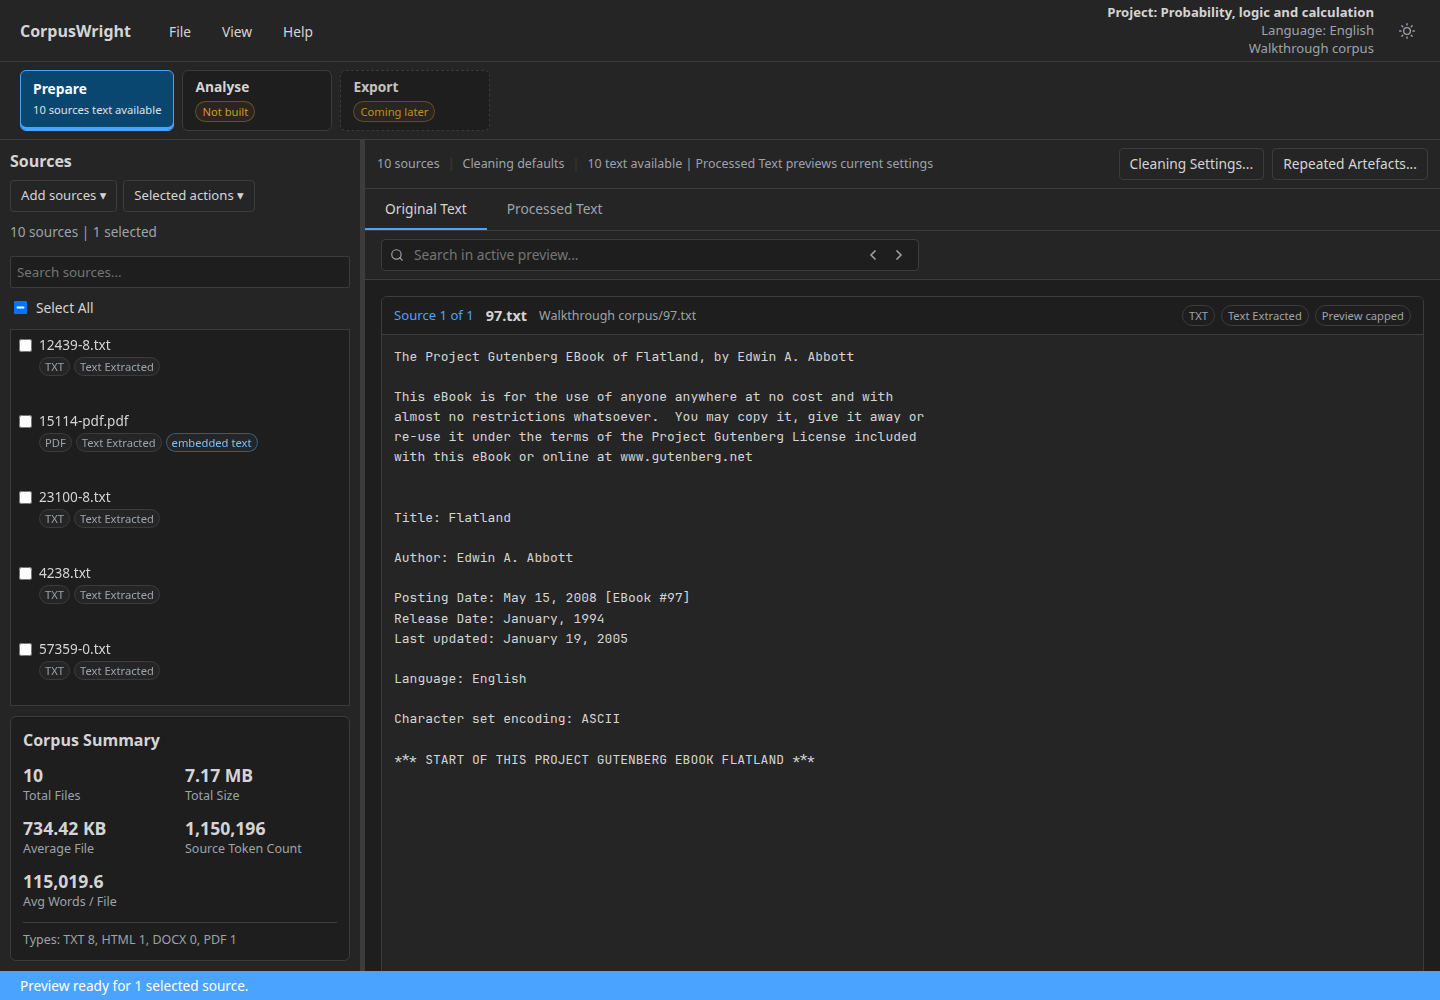 CorpusWright
File
View
Help
Project: Probability, logic and calculation
Language: English
Walkthrough corpus
Prepare
10 sources text available
Analyse
Not built
Export
Coming later
Sources
Add sources ▾
Selected actions ▾
10 sources | 1 selected
Search sources...
Select All
12439-8.txt
TXT
Text Extracted
15114-pdf.pdf
PDF
Text Extracted
embedded text
23100-8.txt
TXT
Text Extracted
4238.txt
TXT
Text Extracted
57359-0.txt
TXT
Text Extracted
Corpus Summary
10
Total Files
7.17 MB
Total Size
734.42 KB
Average File
1,150,196
Source Token Count
115,019.6
Avg Words / File
Types: TXT 8, HTML 1, DOCX 0, PDF 1
10 sources
Cleaning defaults
10 text available | Processed Text previews current settings
Cleaning Settings...
Repeated Artefacts...
Original Text
Processed Text
Search in active preview...
Source 1 of 1
97.txt
Walkthrough corpus/97.txt
TXT
Text Extracted
Preview capped
The Project Gutenberg EBook of Flatland, by Edwin A. Abbott
This eBook is for the use of anyone anywhere at no cost and with
almost no restrictions whatsoever.  You may copy it, give it away or
re-use it under the terms of the Project Gutenberg License included
with this eBook or online at www.gutenberg.net
Title: Flatland
Author: Edwin A. Abbott
Posting Date: May 15, 2008 [EBook #97]
Release Date: January, 1994
Last updated: January 19, 2005
Language: English
Character set encoding: ASCII
*** START OF THIS PROJECT GUTENBERG EBOOK FLATLAND ***
Preview ready for 1 selected source.